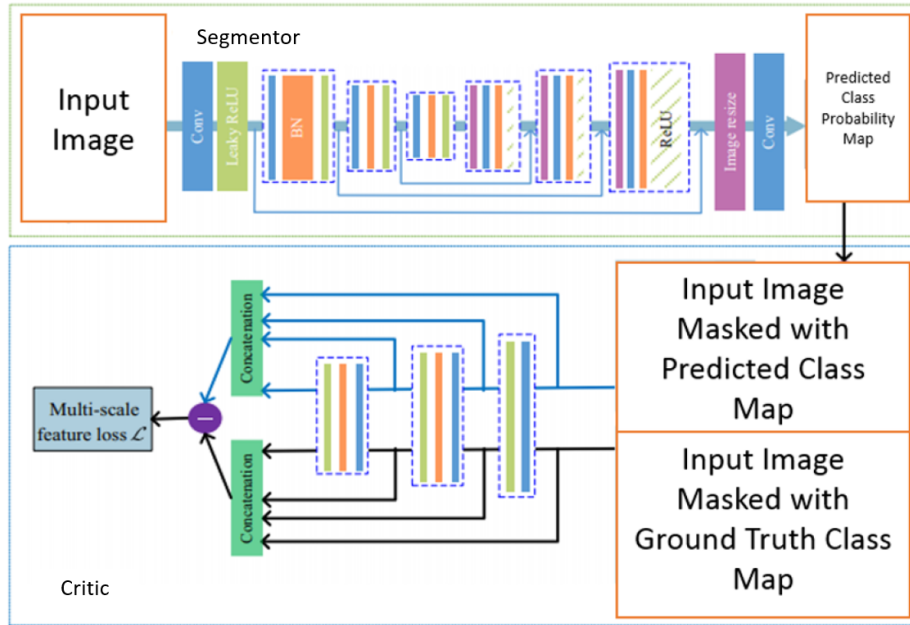 Segmentor
Input
Image
Conv
Leaky ReLU
BN
ReLU
Image resize
Conv
Predicted
Class
Probability
Map
Concatenation
Concatenation
Multi-scale
feature loss ℒ
Input Image
Masked with
Predicted Class
Map
Input Image
Masked with
Ground Truth Class
Map
Critic